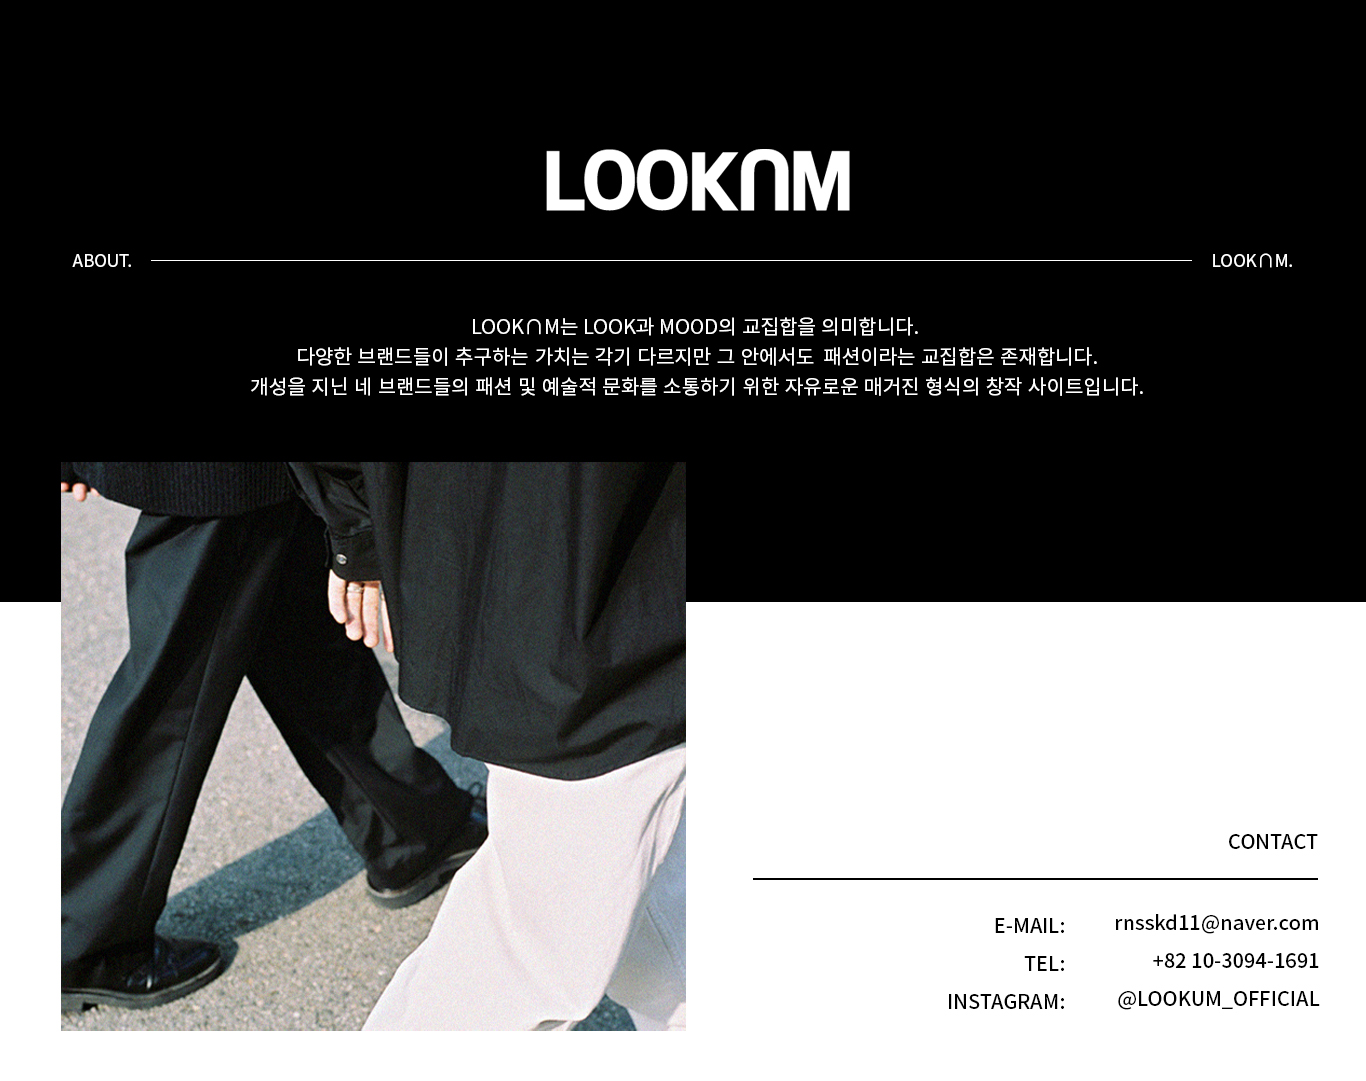 LOOK∩M
ABOUT.
LOOK∩M.
LOOK∩M는 LOOK과 MOOD의 교집합을 의미합니다.
다양한 브랜드들이 추구하는 가치는 각기 다르지만 그 안에서도 패션이라는 교집합은 존재합니다.
개성을 지닌 네 브랜드들의 패션 및 예술적 문화를 소통하기 위한 자유로운 매거진 형식의 창작 사이트입니다.
CONTACT
E-MAIL: rnsskd11@naver.com
TEL: +82 10-3094-1691
INSTAGRAM: @LOOKUM_OFFICIAL